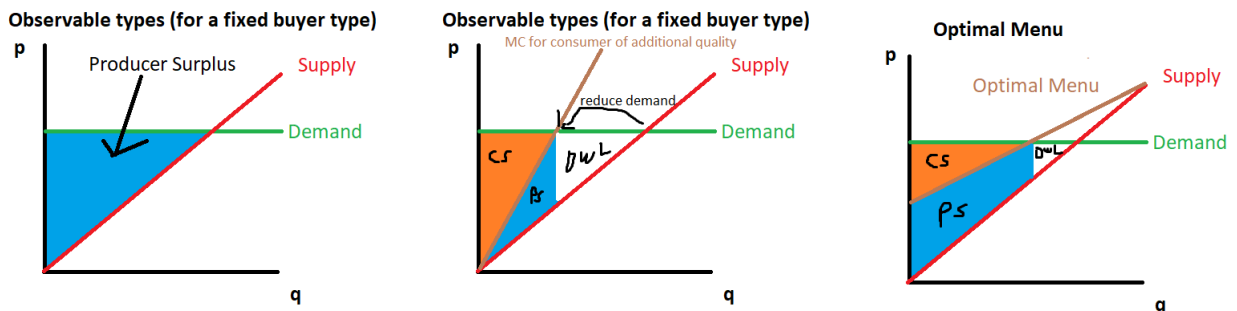 Observable types (for a fixed buyer type)
p
Producer Surplus
Supply
Demand
q
Observable types (for a fixed buyer type)
MC for consumer of additional quality
p
Supply
reduce demand
Demand
CS
DWL
PS
q
Optimal Menu
p
Supply
Optimal Menu
Demand
CS
DWL
PS
q